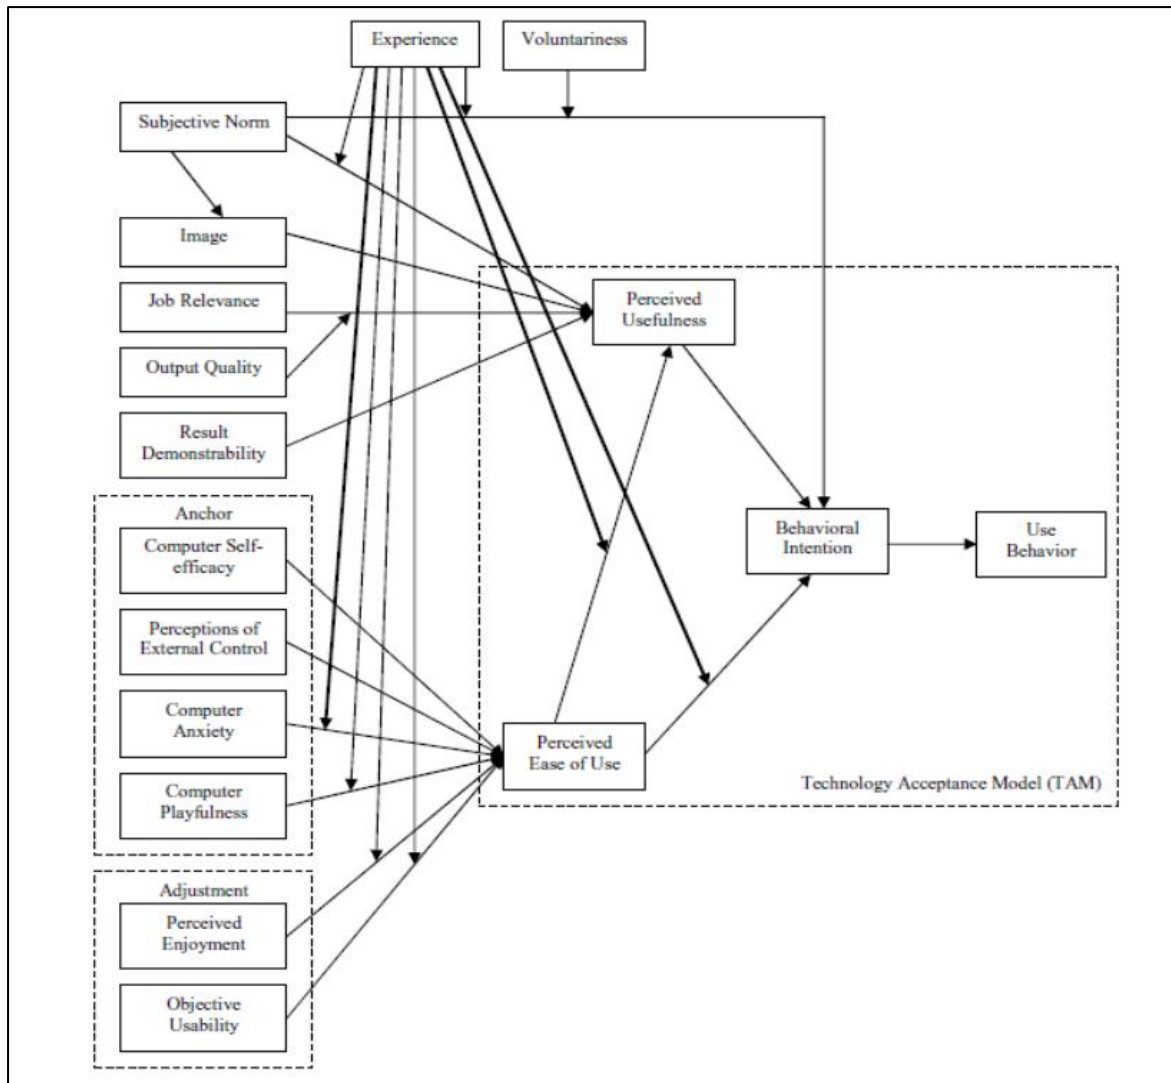 Experience
Voluntariness
Subjective Norm
Image
Job Relevance
Output Quality
Result
Demonstrability
Anchor
Computer Self-
efficacy
Perceptions of
External Control
Computer
Anxiety
Computer
Playfulness
Adjustment
Perceived
Enjoyment
Objective
Usability
Perceived
Usefulness
Behavioral
Intention
Use
Behavior
Perceived
Ease of Use
Technology Acceptance Model (TAM)